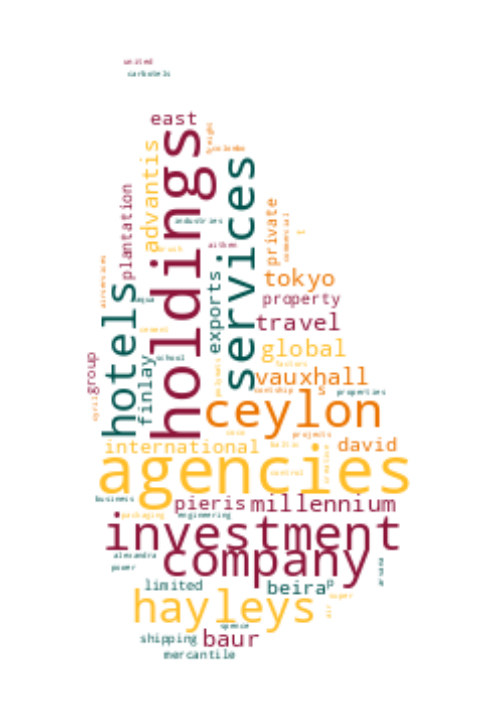 united
carbotels
east
holdings
advantis
services
plantation
industries
private
aitken
tokyo
property
exports
hotels
travel
global
school
group
finlay
vauxhall
s
properties
ceylon
projects
international
david
agencies
control
business
pieris
millennium
packaging
engineering
investment
company
alexandra
power
limited
beira
p
super
hayleys
air
spence
shipping
baur
mercantile